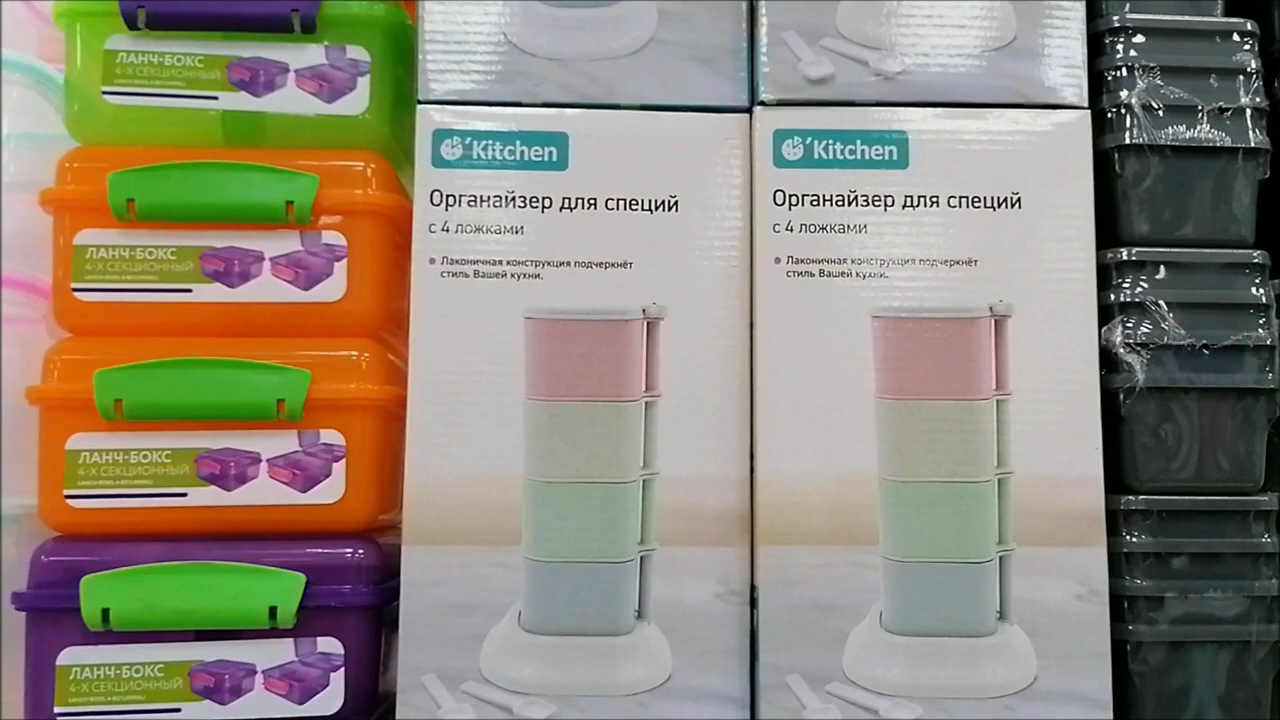 ЛАНЧ-БОКС
4-Х СЕКЦИОННЫЙ
ЛАНЧ-БОКС
4-Х СЕКЦИОННЫЙ
ЛАНЧ-БОКС
4-Х СЕКЦИОННЫЙ
ЛАНЧ-БОКС
4-Х СЕКЦИОННЫЙ
'Kitchen
Органайзер для специй
с 4 ложками
Лаконичная конструкция подчеркнёт
стиль Вашей кухни.
'Kitchen
Органайзер для специй
с 4 ложками
Лаконичная конструкция подчеркнёт
стиль Вашей кухни.